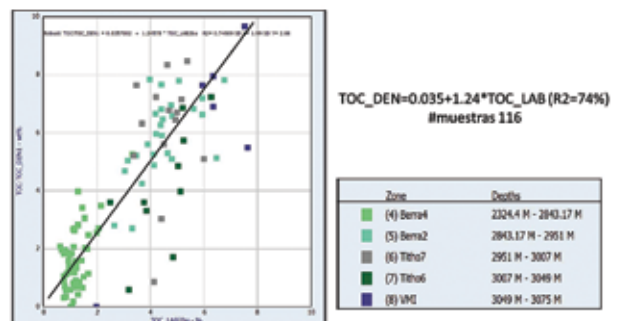 10
8
6
4
2
0
0
2
4
6
8
10
TOC_DEN=0.035+1.24*TOC_LAB (R2=74%)
#muestras 116
Zone Depths
(4) Berra4 2324.4 M - 2843.17 M
(5) Berra2 2843.17 M - 2951 M
(6) Titho7 2951 M - 3007 M
(7) Titho6 3007 M - 3049 M
(8) VMI 3049 M - 3075 M